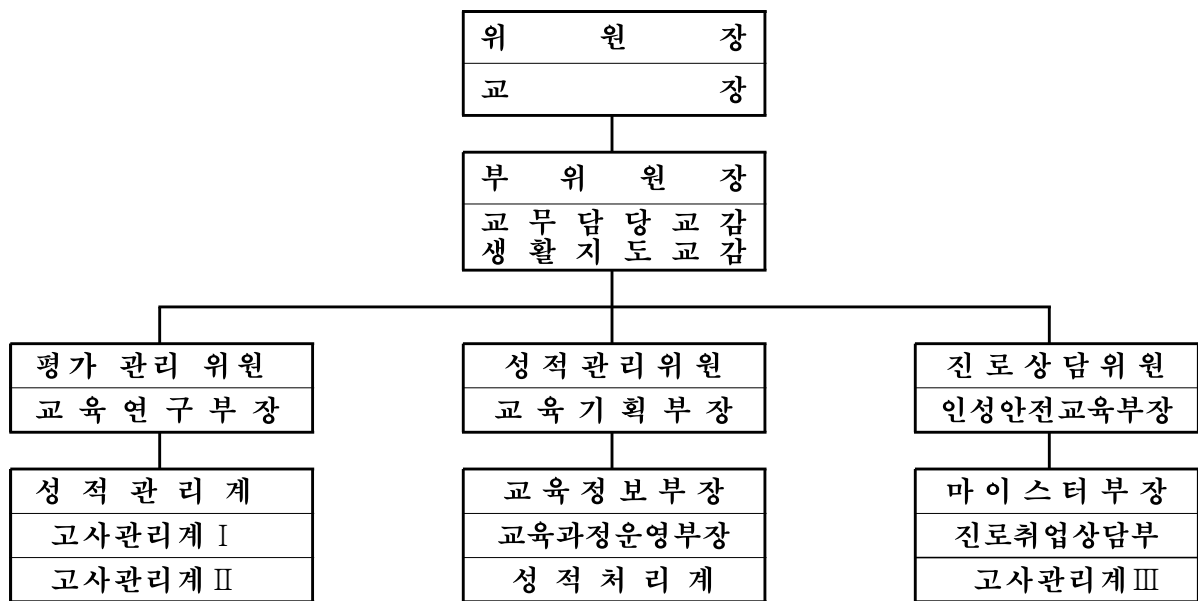 위 원 장
교 장
부 위 원 장
교 무 담 당 교 감
생 활 지 도 교 감
평가 관리 위원
교 육 연 구 부 장
성 적 관 리 계
고사관리계 Ⅰ
고사관리계 Ⅱ
성적관리위원
교 육 기 획 부 장
교 육 정 보 부 장
교육과정운영부장
성 적 처 리 계
진 로 상 담 위 원
인성안전교육부장
마 이 스 터 부 장
진로취업상담부
고사관리계 Ⅲ